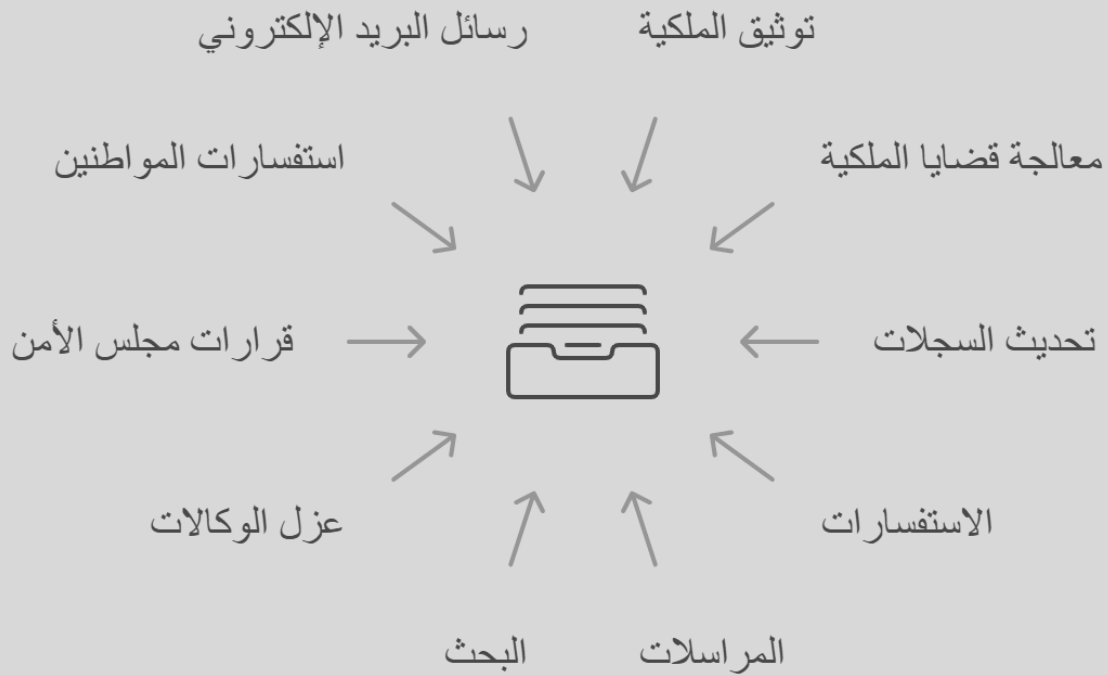 توثيق الملكية
رسائل البريد الإلكتروني
معالجة قضايا الملكية
استفسارات المواطنين
تحديث السجلات
قرارات مجلس الأمن
الاستفسارات
عزل الوكالات
المراسلات
البحث